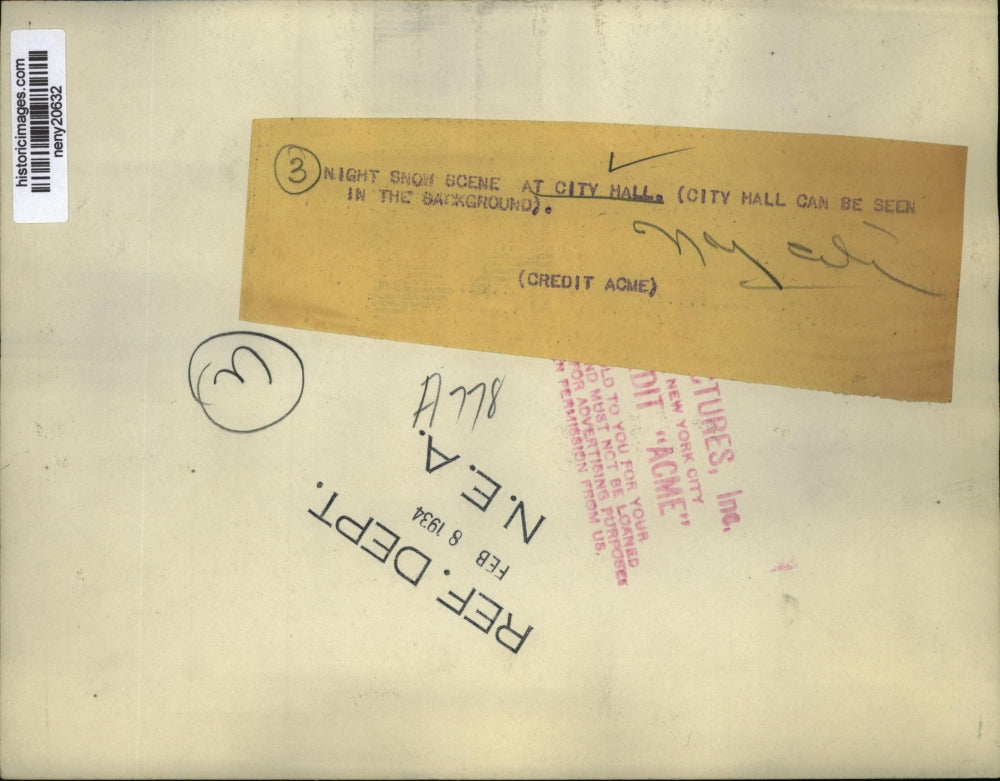 historicimages.com
neny20632
3 NIGHT SNOW SCENE AT CITY HALL. (CITY HALL CAN BE SEEN
IN THE BACKGROUND).
(CREDIT ACME)
3
A778
REF. DEPT.
FEB 8 1934
N.E.A.
CTURES, Inc.
NEW YORK CITY
DIT "ACME"
LD TO YOU FOR YOUR
ND MUST NOT BE LOANED
FOR ADVERTISING PURPOSES
N PERMISSION FROM US.